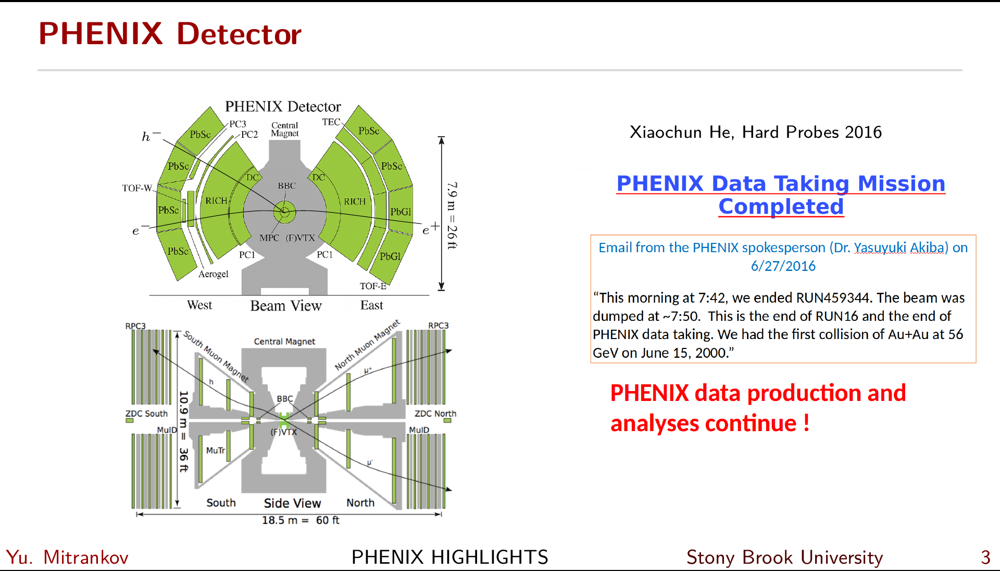 PHENIX Detector
PHENIX Detector
PC3
PC2
Central
Magnet
TEC
h−
PbSc
PbSc
PbSc
PbSc
TOF-W
DC
DC
BBC
PbSc
PbSc
RICH
RICH
PbSc
PbGl
e−
e+
MPC (F)VTX
PbSc
PC1
PC1
PbGl
Aerogel
TOF-E
7.9 m = 26 ft
West
Beam View
East
RPC3
RPC3
South Muon Magnet
Central Magnet
North Muon Magnet
h
μ+
BBC
ZDC South
ZDC North
(F)VTX
MuID
MuID
MuTr
μ-
10.9 m = 36 ft
South
Side View
North
18.5 m = 60 ft
Xiaochun He, Hard Probes 2016
PHENIX Data Taking Mission
Completed
Email from the PHENIX spokesperson (Dr. Yasuyuki Akiba) on
6/27/2016
“This morning at 7:42, we ended RUN459344. The beam was
dumped at ~7:50.  This is the end of RUN16 and the end of
PHENIX data taking. We had the first collision of Au+Au at 56
GeV on June 15, 2000.”
PHENIX data production and
analyses continue !
Yu. Mitrankov
PHENIX HIGHLIGHTS
Stony Brook University
3